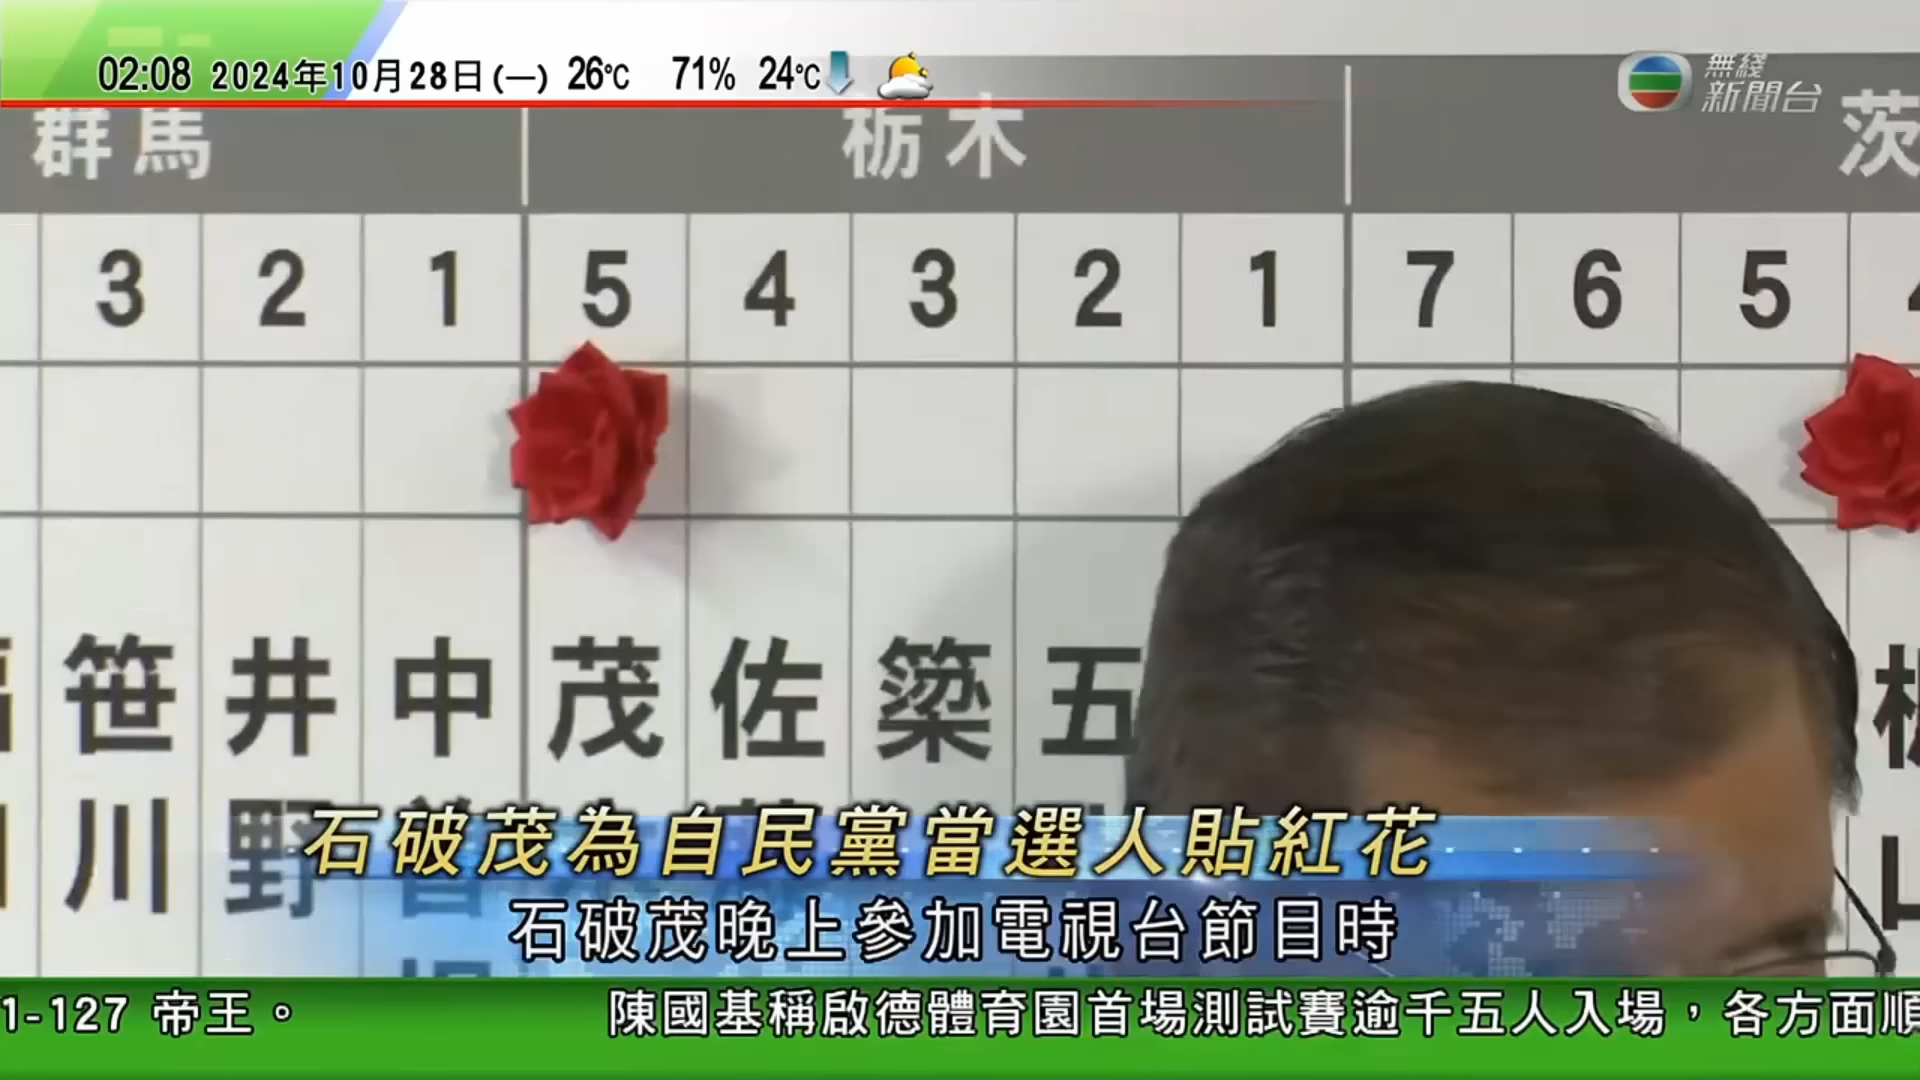 02:08 2024年10月28日(一) 26℃ 71% 24℃
無綫
新聞台
群馬 栃木 茨
3 2 1 5 4 3 2 1 7 6 5
笹 井 中 茂 佐 簗 五
川 野
石破茂為自民黨當選人貼紅花
石破茂晚上參加電視台節目時
1-127 帝王。 陳國基稱啟德體育園首場測試賽逾千五人入場，各方面順